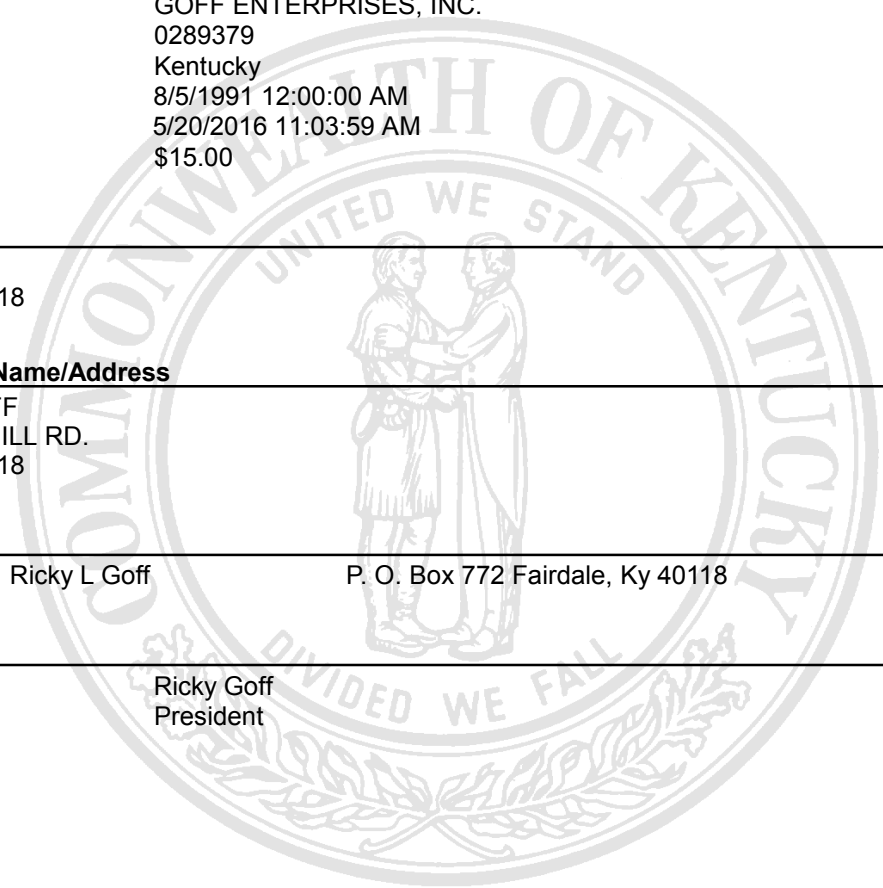 GOFF ENTERPRISES, INC.
0289379
Kentucky
8/5/1991 12:00:00 AM
5/20/2016 11:03:59 AM
$15.00
COMMONWEALTH OF KENTUCKY
UNITED WE STAND
18
Name/Address
ILL RD.
18
Ricky L Goff P. O. Box 772 Fairdale, Ky 40118
DIVIDED WE FALL
Ricky Goff
President